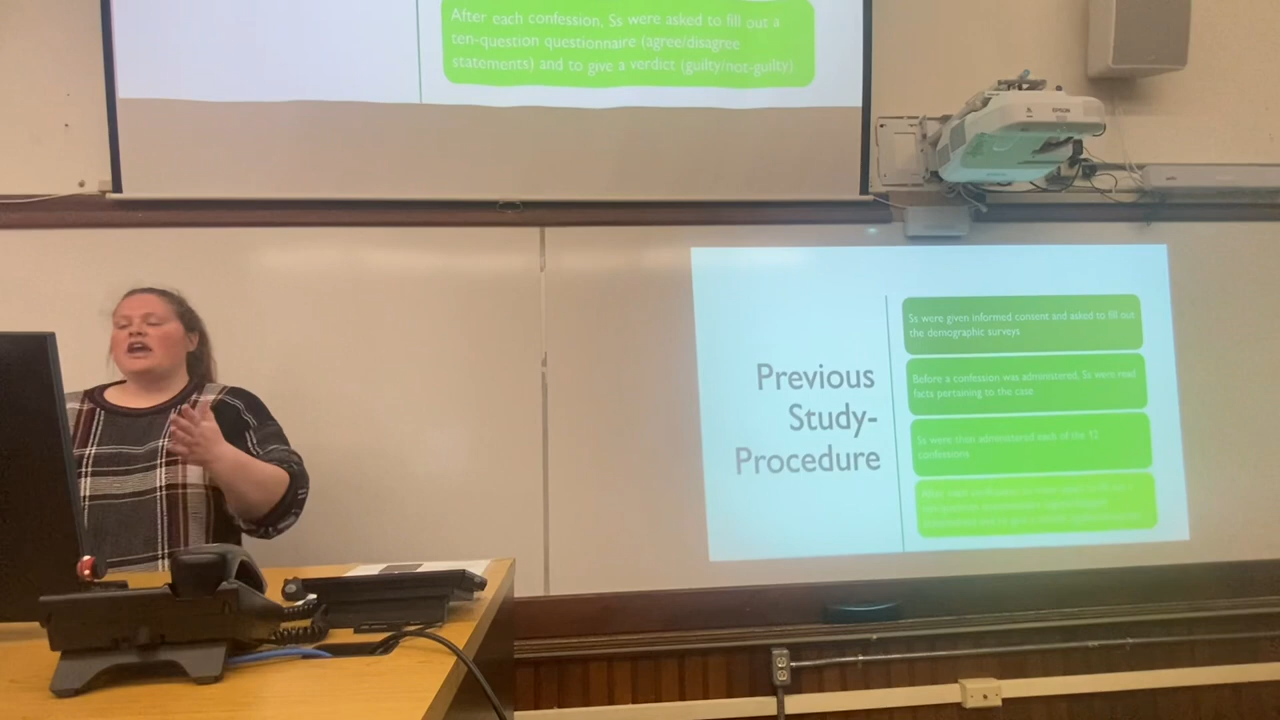 After each confession, Ss were asked to fill out a
ten-question questionnaire (agree/disagree
statements) and to give a verdict (guilty/not-guilty)
EPSON
Previous
Study-
Procedure
Ss were given informed consent and asked to fill out
the demographic surveys
Before a confession was administered, Ss were read
facts pertaining to the case
Ss were then administered each of the 12
confessions